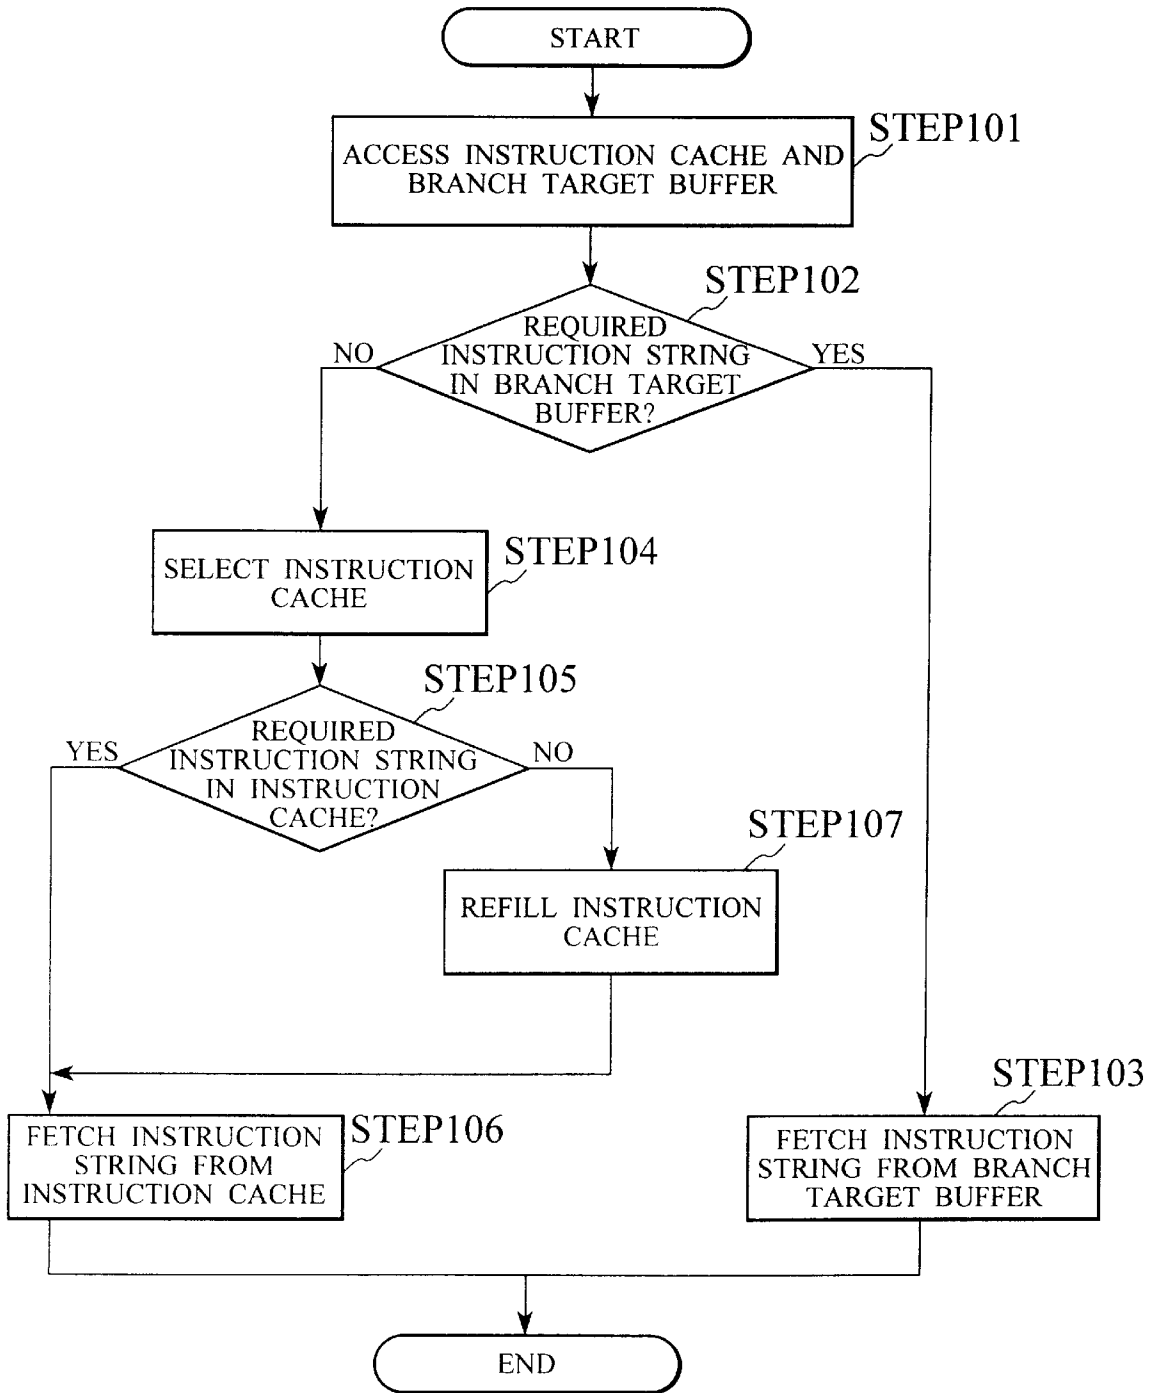 START
STEP101
ACCESS INSTRUCTION CACHE AND
BRANCH TARGET BUFFER
STEP102
REQUIRED
INSTRUCTION STRING
IN BRANCH TARGET
BUFFER?
NO
YES
STEP104
SELECT INSTRUCTION
CACHE
STEP105
REQUIRED
INSTRUCTION STRING
IN INSTRUCTION
CACHE?
YES
NO
STEP107
REFILL INSTRUCTION
CACHE
STEP103
STEP106
FETCH INSTRUCTION
STRING FROM
INSTRUCTION CACHE
FETCH INSTRUCTION
STRING FROM BRANCH
TARGET BUFFER
END